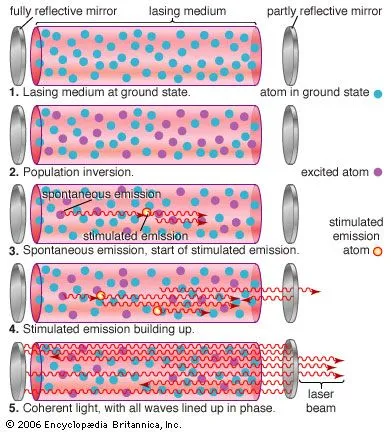 fully reflective mirror
lasing medium
partly reflective mirror
1. Lasing medium at ground state.
atom in ground state
2. Population inversion.
excited atom
spontaneous emission
stimulated emission
3. Spontaneous emission, start of stimulated emission.
stimulated
emission
atom
4. Stimulated emission building up.
5. Coherent light, with all waves lined up in phase.
laser
beam
© 2006 Encyclopædia Britannica, Inc.